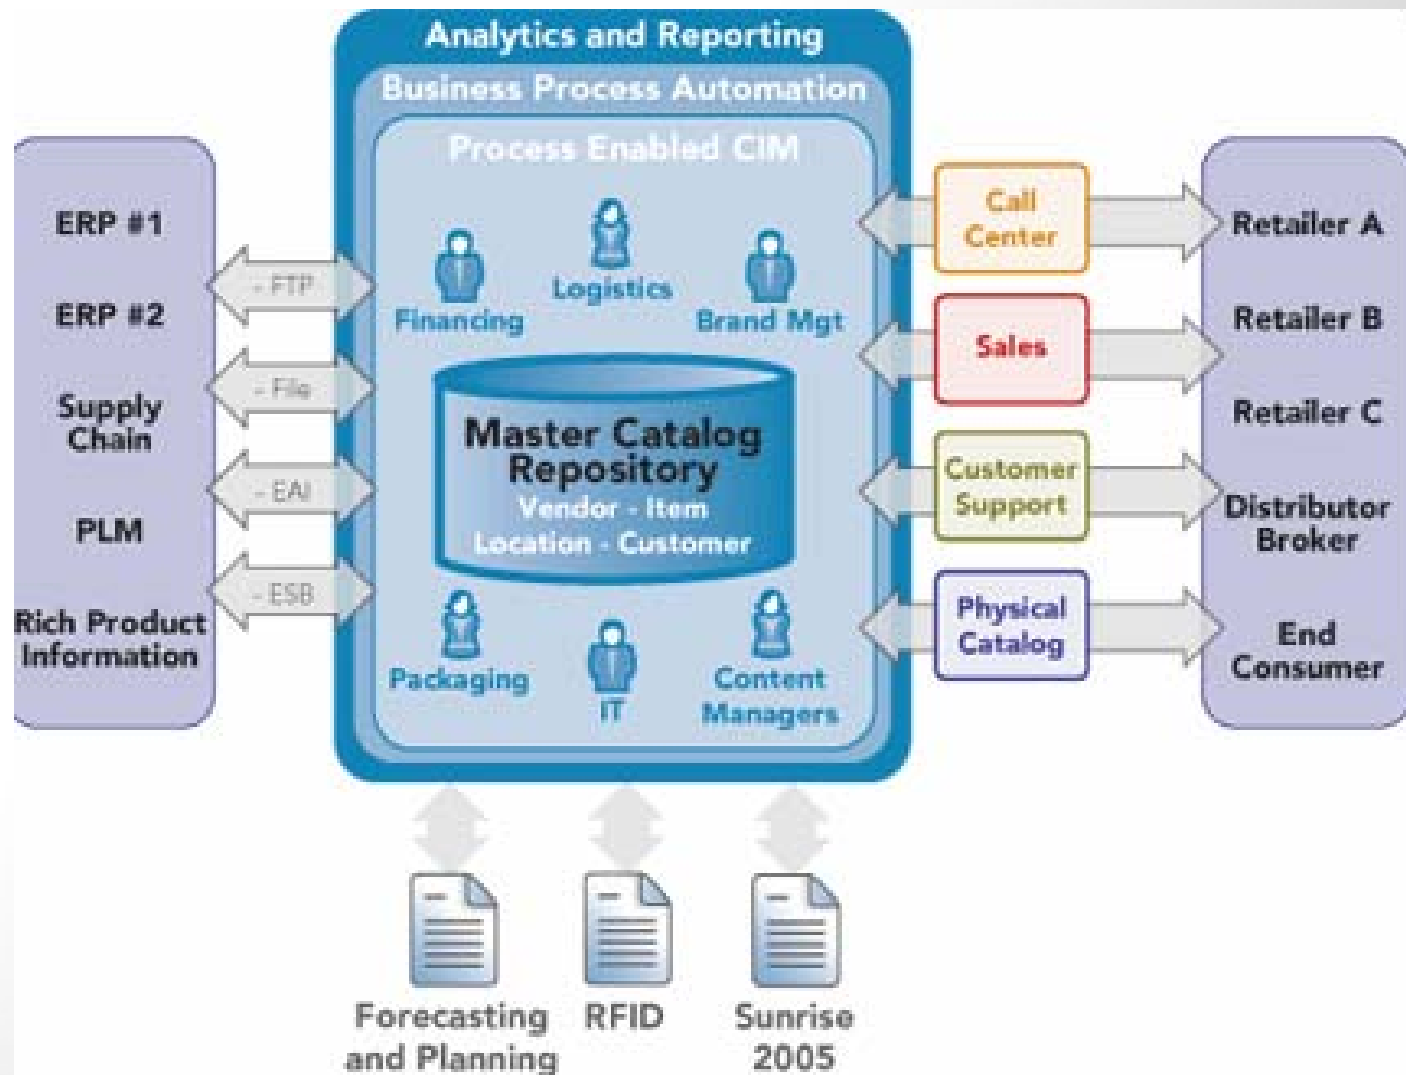 Analytics and Reporting
Business Process Automation
Process Enabled CIM
ERP #1
ERP #2
Supply
Chain
PLM
Rich Product
Information
- FTP
- File
- EAI
- ESB
Financing
Logistics
Brand Mgt
Master Catalog
Repository
Vendor - Item
Location - Customer
Packaging
IT
Content
Managers
Call
Center
Sales
Customer
Support
Physical
Catalog
Retailer A
Retailer B
Retailer C
Distributor
Broker
End
Consumer
Forecasting
and Planning
RFID
Sunrise
2005